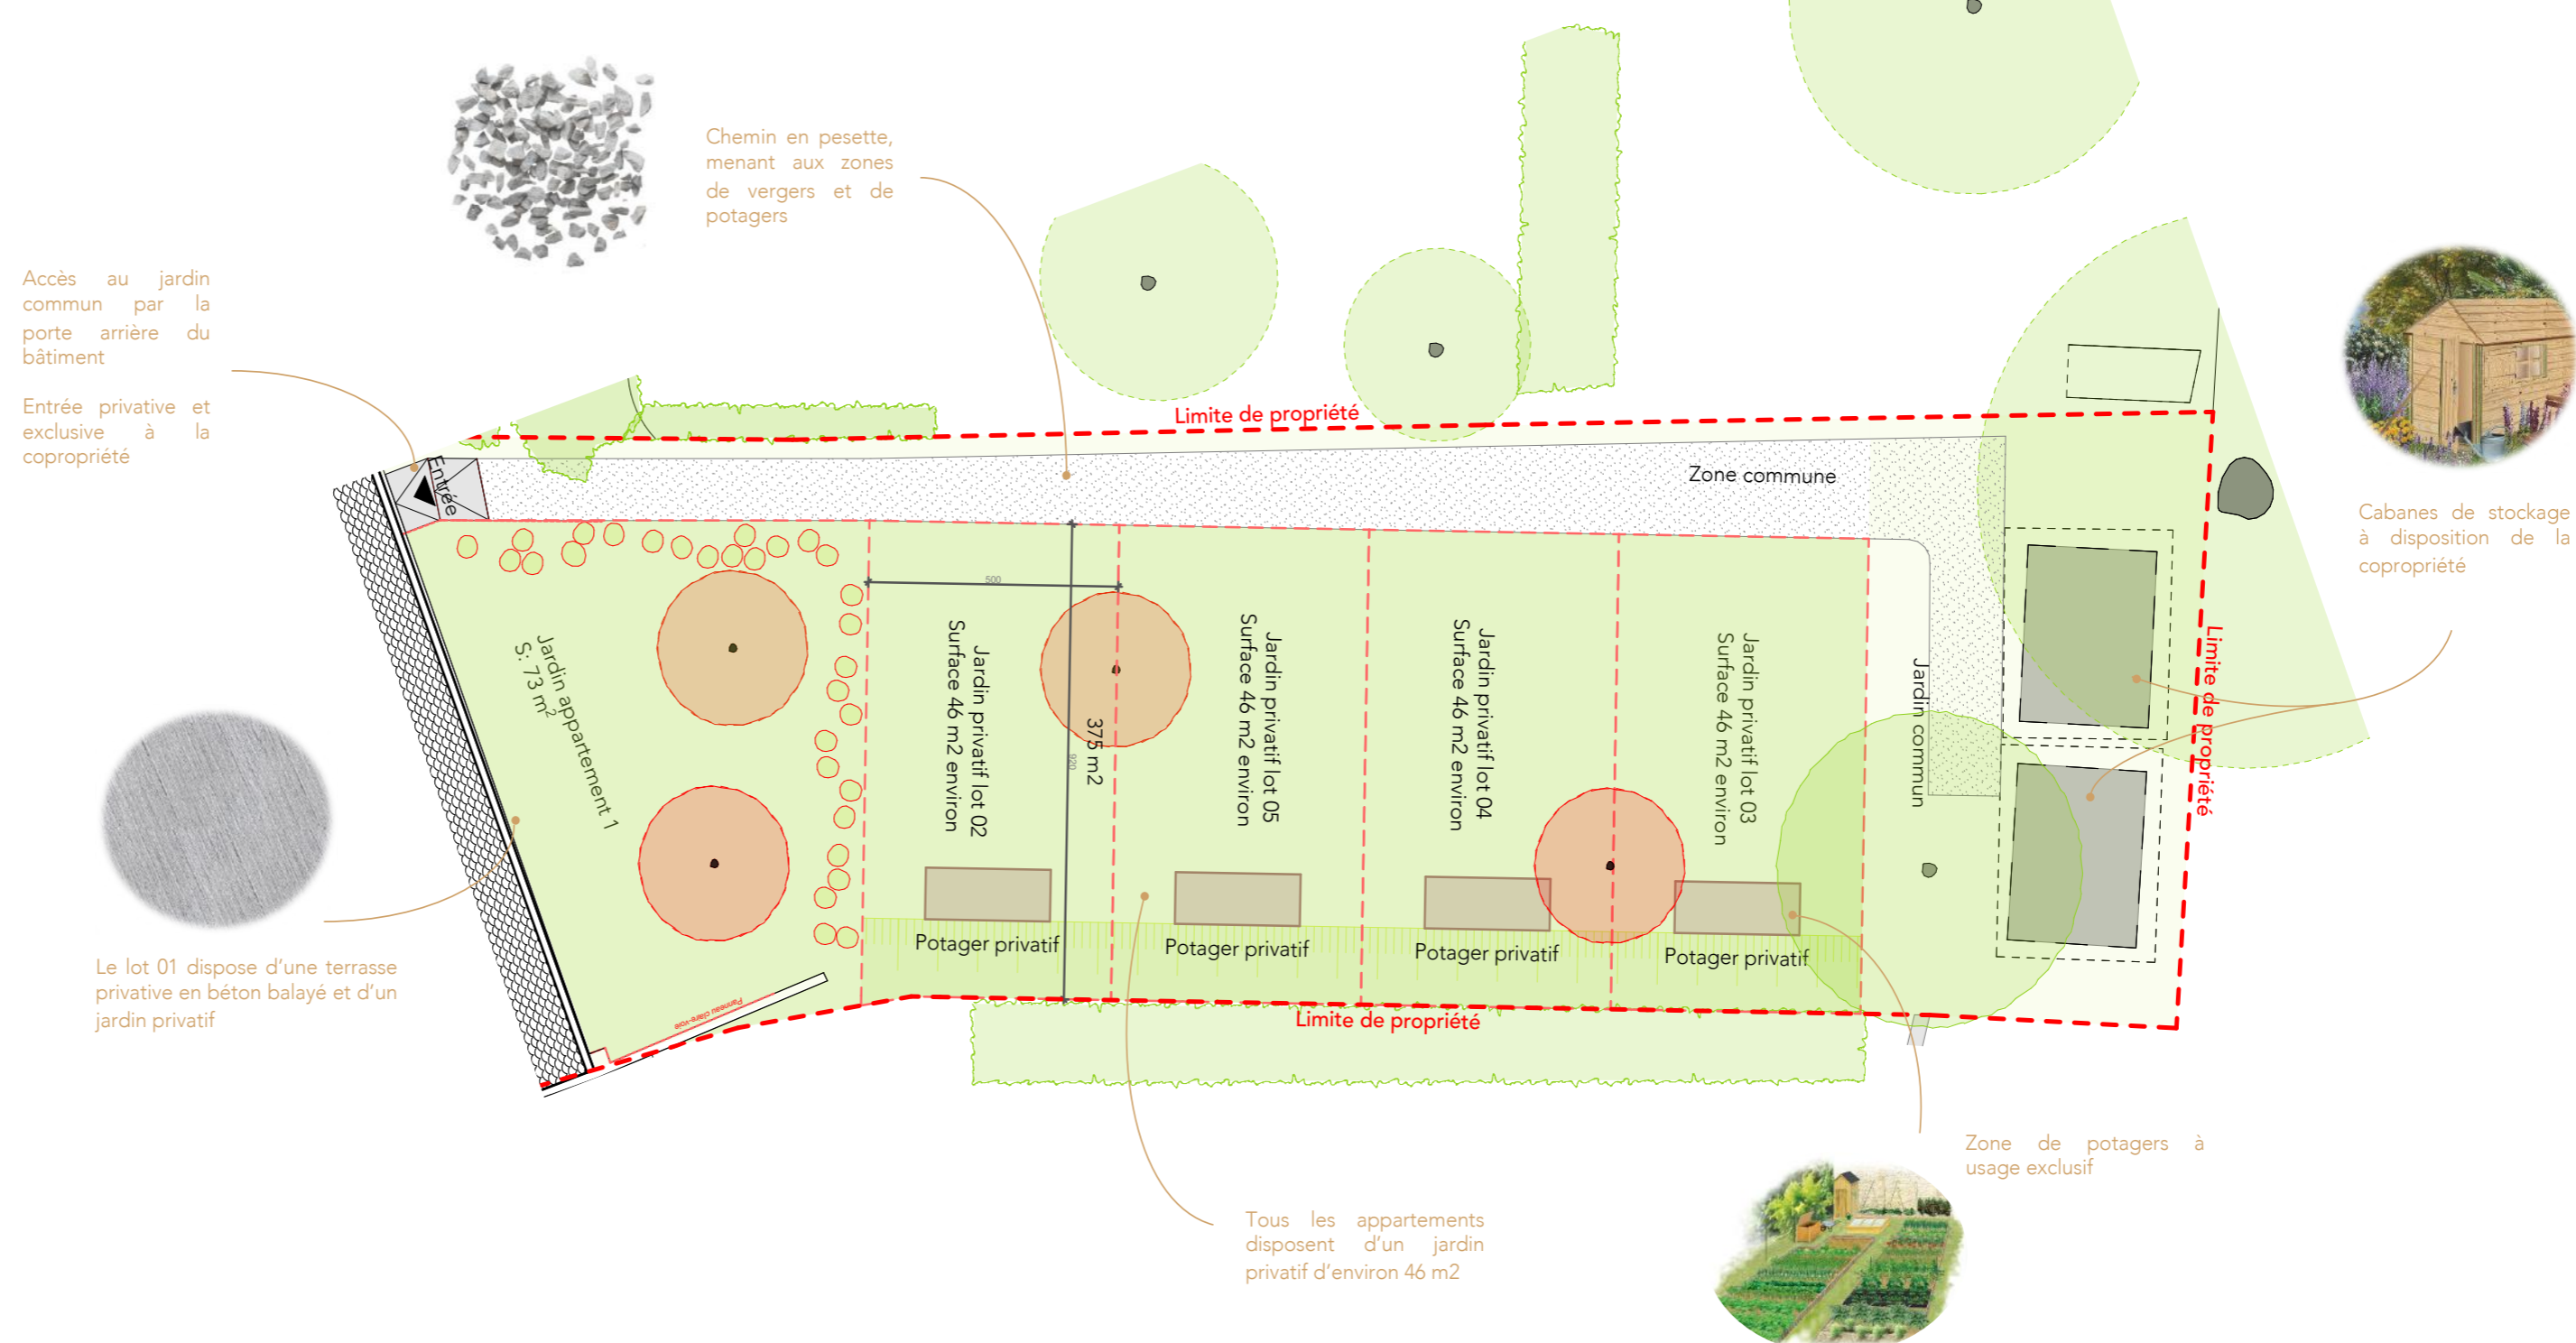 Chemin en pesette,
menant aux zones
de vergers et de
potagers
Accès au jardin
commun par la
porte arrière du
bâtiment
Entrée privative et
exclusive à la
copropriété
Limite de propriété
Entrée
Zone commune
Cabanes de stockage
à disposition de la
copropriété
500
Jardin appartement 1
S: 73 m²
Jardin privatif lot 02
Surface 46 m2 environ
375 m2
920
Jardin privatif lot 05
Surface 46 m2 environ
Jardin privatif lot 04
Surface 46 m2 environ
Jardin privatif lot 03
Surface 46 m2 environ
Jardin commun
Limite de propriété
Potager privatif
Potager privatif
Potager privatif
Potager privatif
Le lot 01 dispose d’une terrasse
privative en béton balayé et d’un
jardin privatif
Panneau claire-voie
Limite de propriété
Zone de potagers à
usage exclusif
Tous les appartements
disposent d’un jardin
privatif d’environ 46 m2